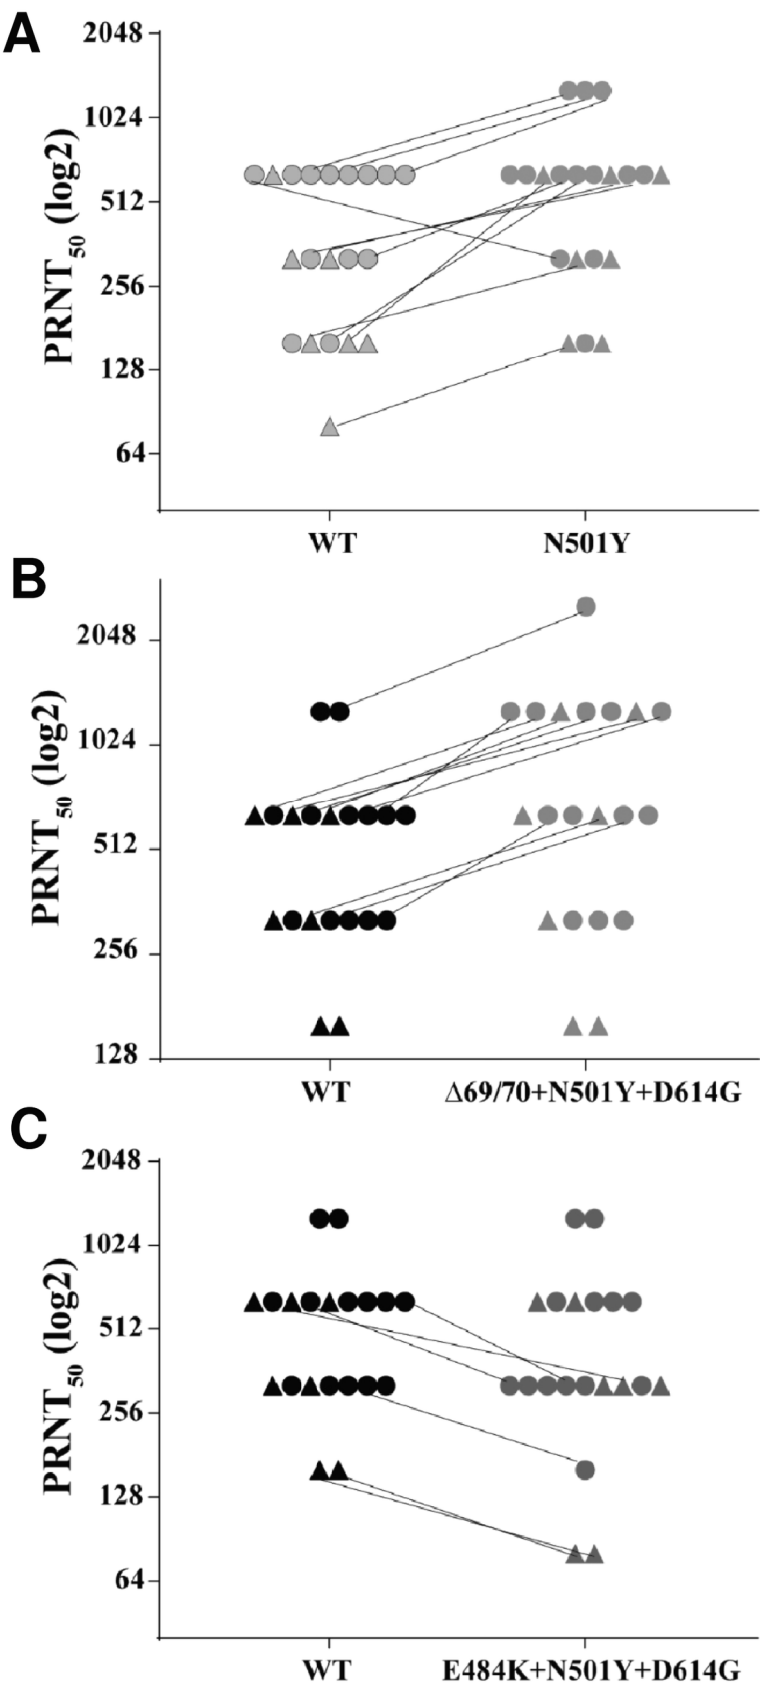 A
2048
1024
512
256
128
64
PRNT50 (log2)
WT N501Y
B
2048
1024
512
256
128
PRNT50 (log2)
WT Δ69/70+N501Y+D614G
C
2048
1024
512
256
128
64
PRNT50 (log2)
WT E484K+N501Y+D614G